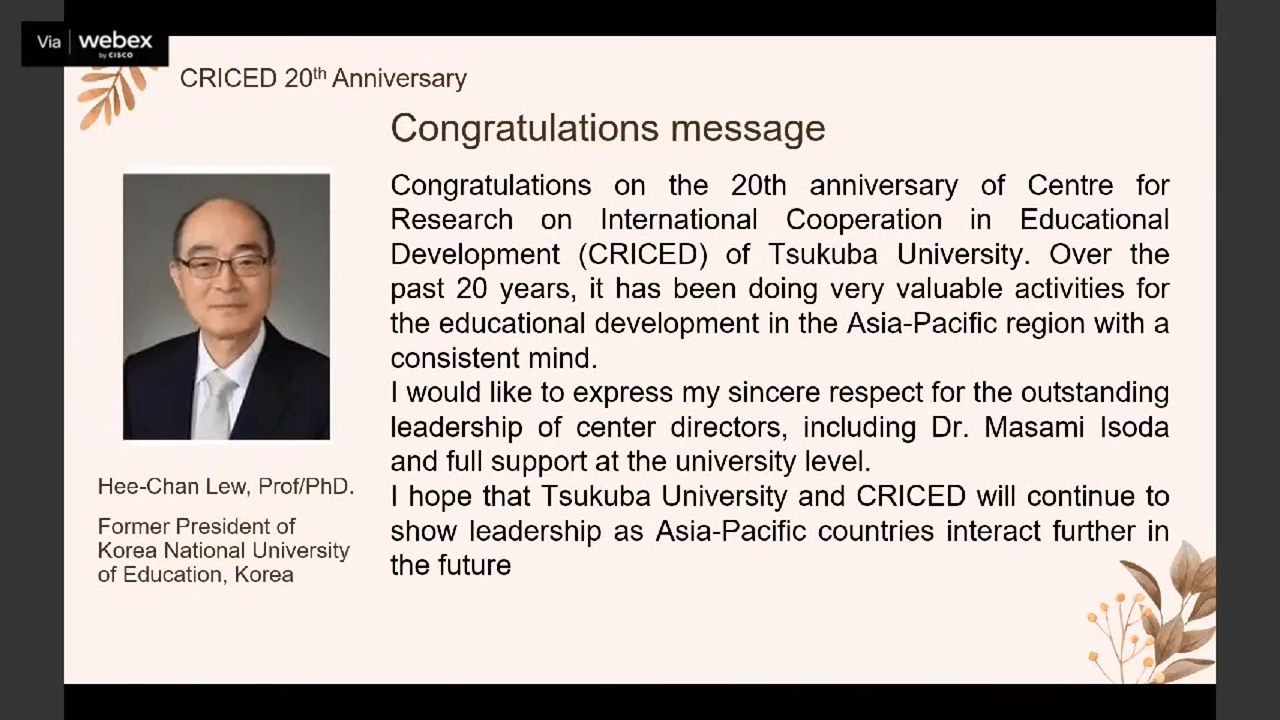 Via webex
by CISCO
CRICED 20th Anniversary
Congratulations message
Congratulations on the 20th anniversary of Centre for
Research on International Cooperation in Educational
Development (CRICED) of Tsukuba University. Over the
past 20 years, it has been doing very valuable activities for
the educational development in the Asia-Pacific region with a
consistent mind.
I would like to express my sincere respect for the outstanding
leadership of center directors, including Dr. Masami Isoda
and full support at the university level.
I hope that Tsukuba University and CRICED will continue to
show leadership as Asia-Pacific countries interact further in
the future
Hee-Chan Lew, Prof/PhD.
Former President of
Korea National University
of Education, Korea